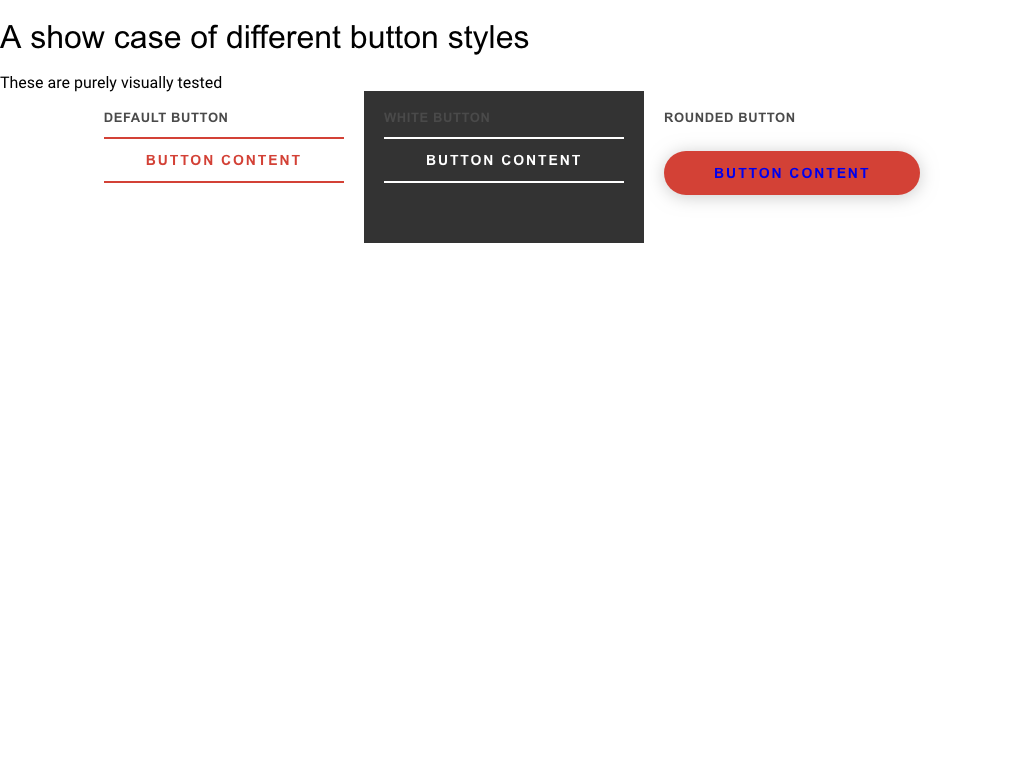 A show case of different button styles
These are purely visually tested
DEFAULT BUTTON
BUTTON CONTENT
WHITE BUTTON
BUTTON CONTENT
ROUNDED BUTTON
BUTTON CONTENT